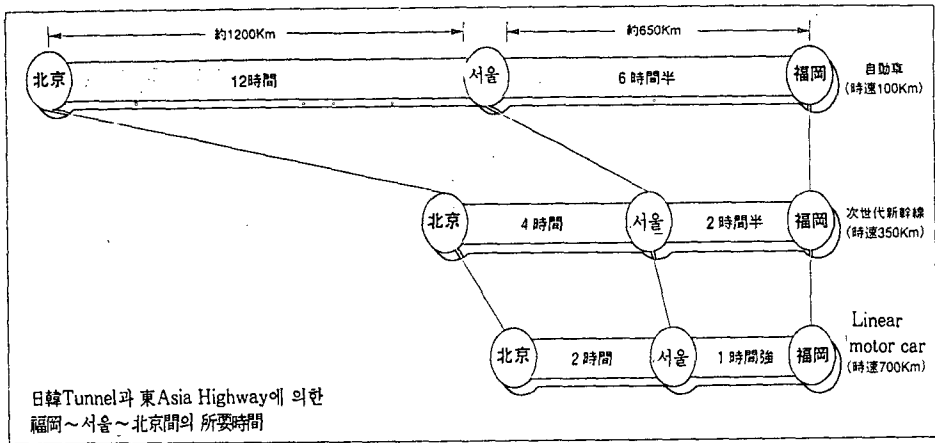 約1200Km 約650Km
北京 12時間 서울 6時間半 福岡 自動車
(時速100Km)
北京 4時間 서울 2時間半 福岡 次世代新幹線
(時速350Km)
北京 2時間 서울 1時間強 福岡 Linear
motor car
(時速700Km)
日韓Tunnel과 東Asia Highway에 의한
福岡~서울~北京間의 所要時間